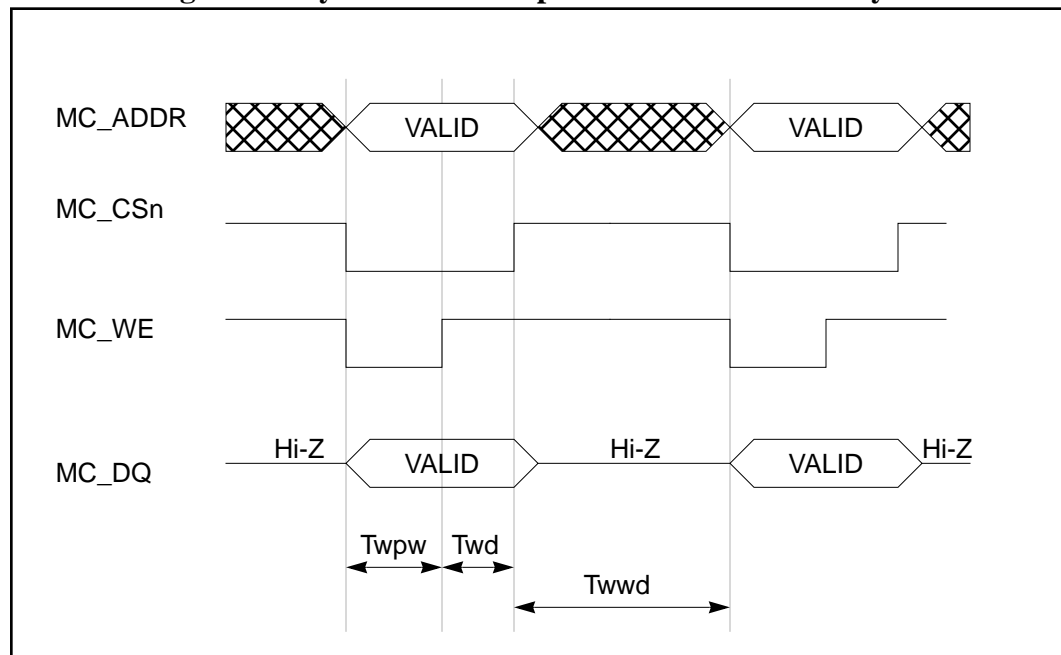 MC_ADDR
VALID
VALID
MC_CSn
MC_WE
MC_DQ
Hi-Z
VALID
Hi-Z
VALID
Hi-Z
Twpw
Twd
Twwd